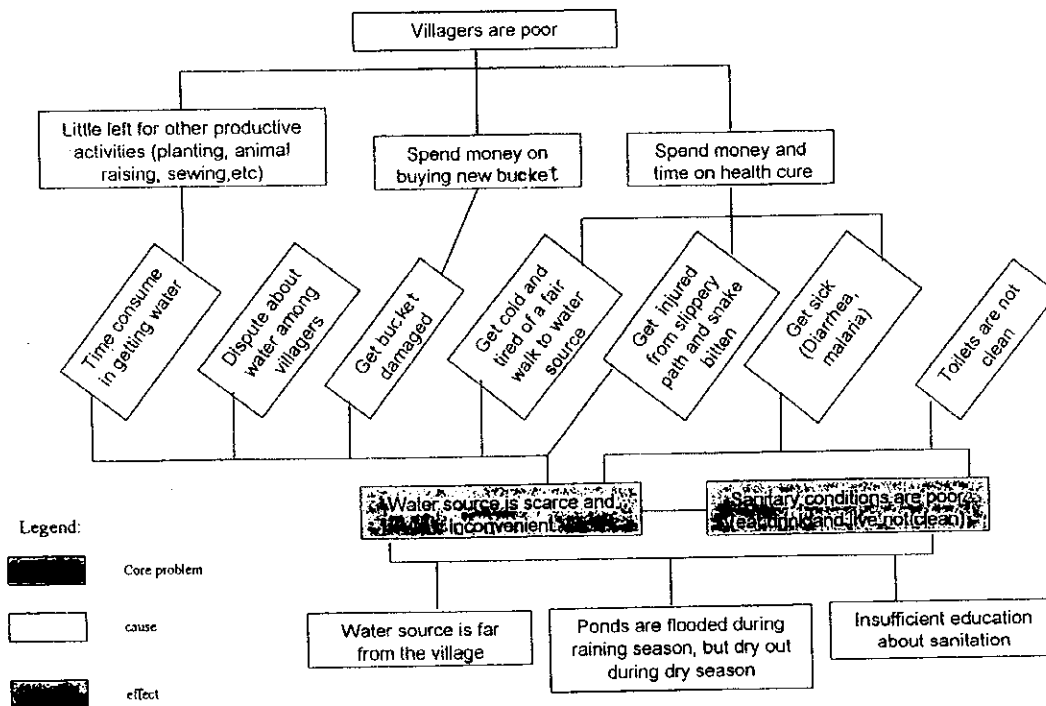 Villagers are poor
Little left for other productive
activities (planting, animal
raising, sewing,etc)
Spend money on
buying new bucket
Spend money and
time on health cure
Time consume
in getting water
Dispute about
water among
villagers
Get bucket
damaged
Get cold and
tired of a fair
walk to water
source
Get injured
from slippery
path and snake
bitten
Get sick
(Diarrhea,
malaria)
Toilets are not
clean
Water source is scarce and
inconvenient
Sanitary conditions are poor
(eat, drink and live not clean)
Legend:
Core problem
cause
effect
Water source is far
from the village
Ponds are flooded during
raining season, but dry out
during dry season
Insufficient education
about sanitation